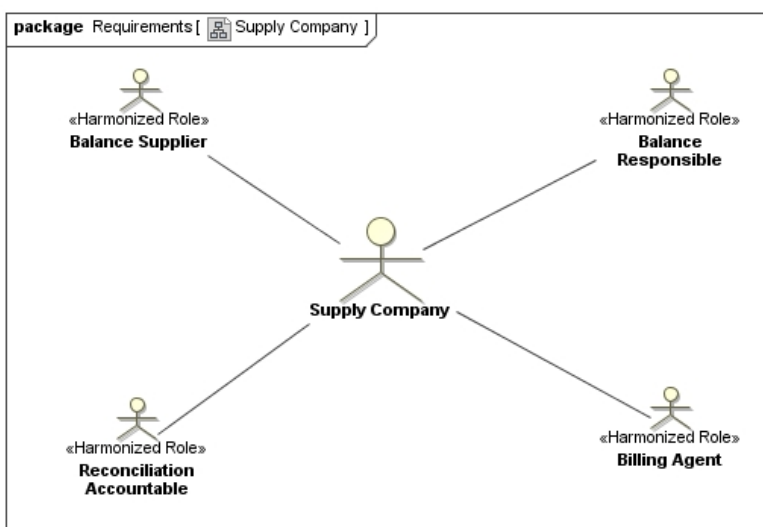 package Requirements [ Supply Company ]
«Harmonized Role»
Balance Supplier
«Harmonized Role»
Balance
Responsible
Supply Company
«Harmonized Role»
Reconciliation
Accountable
«Harmonized Role»
Billing Agent